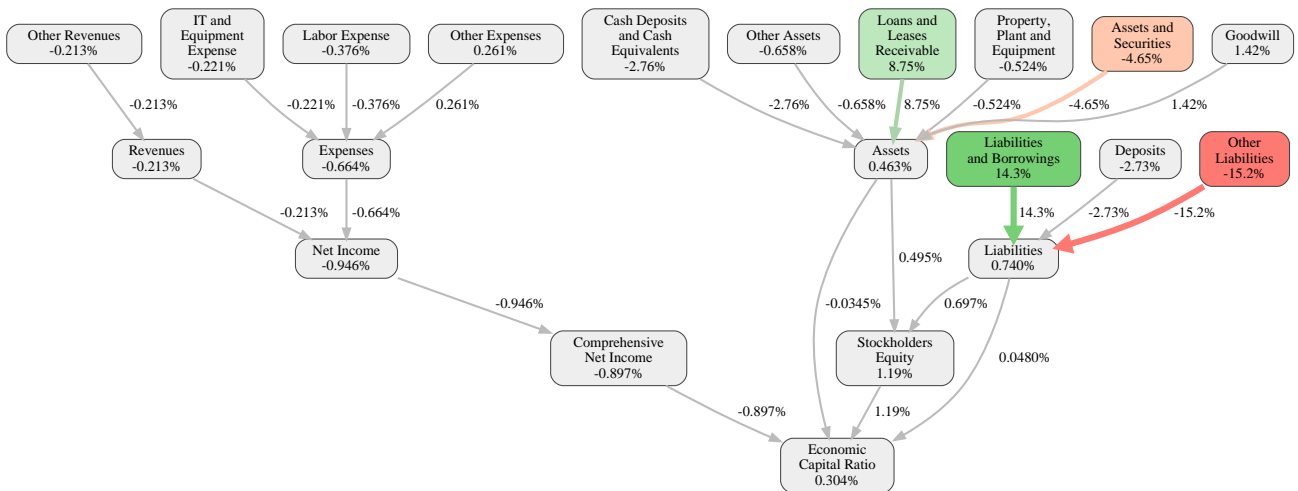 Other Revenues
-0.213%
IT and
Equipment
Expense
-0.221%
Labor Expense
-0.376%
Other Expenses
0.261%
Cash Deposits
and Cash
Equivalents
-2.76%
Other Assets
-0.658%
Loans and
Leases
Receivable
8.75%
Property,
Plant and
Equipment
-0.524%
Assets and
Securities
-4.65%
Goodwill
1.42%
-0.213%
-0.221%
-0.376%
0.261%
-2.76%
-0.658%
8.75%
-0.524%
-4.65%
1.42%
Revenues
-0.213%
Expenses
-0.664%
Assets
0.463%
Liabilities
and Borrowings
14.3%
Deposits
-2.73%
Other
Liabilities
-15.2%
-0.213%
-0.664%
14.3%
-2.73%
-15.2%
Net Income
-0.946%
0.495%
Liabilities
0.740%
-0.946%
-0.0345%
0.697%
Comprehensive
Net Income
-0.897%
Stockholders
Equity
1.19%
0.0480%
-0.897%
1.19%
Economic
Capital Ratio
0.304%